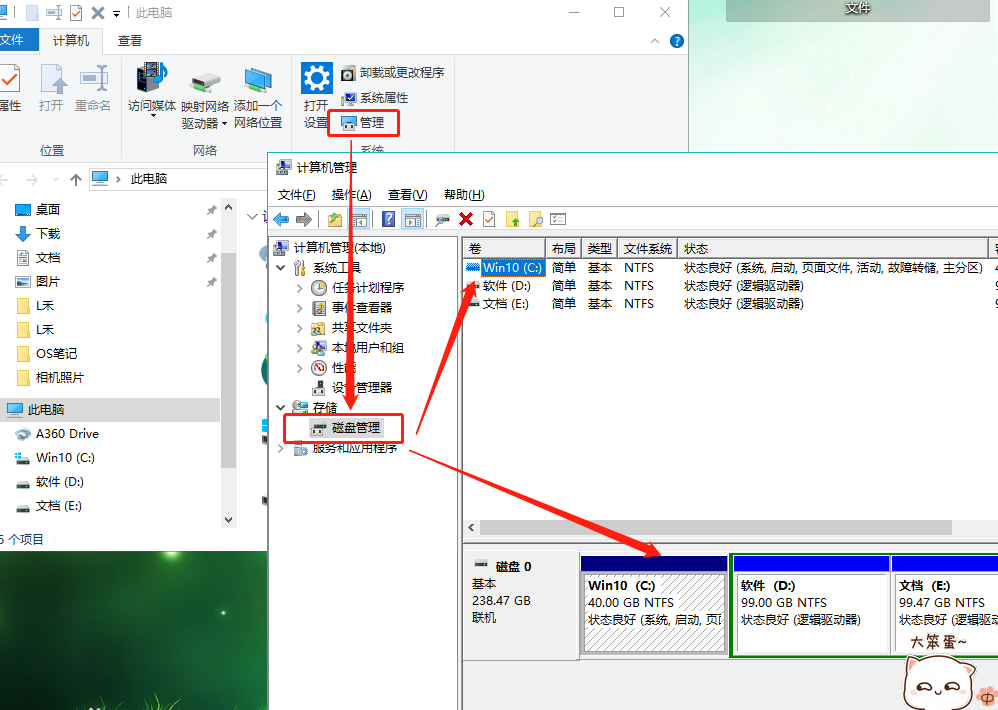 此电脑
文件
文件 计算机 查看
属性 打开 重命名
访问媒体 映射网络驱动器 添加一个网络位置
打开设置
卸载或更改程序
系统属性
管理
位置 网络 系统
此电脑
桌面
下载
文档
图片
L禾
L禾
OS笔记
相机照片
此电脑
A360 Drive
Win10 (C:)
软件 (D:)
文档 (E:)
个项目
计算机管理
文件(F) 操作(A) 查看(V) 帮助(H)
计算机管理(本地)
系统工具
任务计划程序
事件查看器
共享文件夹
本地用户和组
性能
设备管理器
存储
磁盘管理
服务和应用程序
卷 布局 类型 文件系统 状态
Win10 (C:) 简单 基本 NTFS 状态良好 (系统, 启动, 页面文件, 活动, 故障转储, 主分区)
软件 (D:) 简单 基本 NTFS 状态良好 (逻辑驱动器)
文档 (E:) 简单 基本 NTFS 状态良好 (逻辑驱动器)
磁盘 0
基本
238.47 GB
联机
Win10 (C:)
40.00 GB NTFS
状态良好 (系统, 启动, 页
软件 (D:)
99.00 GB NTFS
状态良好 (逻辑驱动器)
文档 (E:)
99.47 GB NTFS
状态良好 (逻辑驱动
大笨蛋~
中